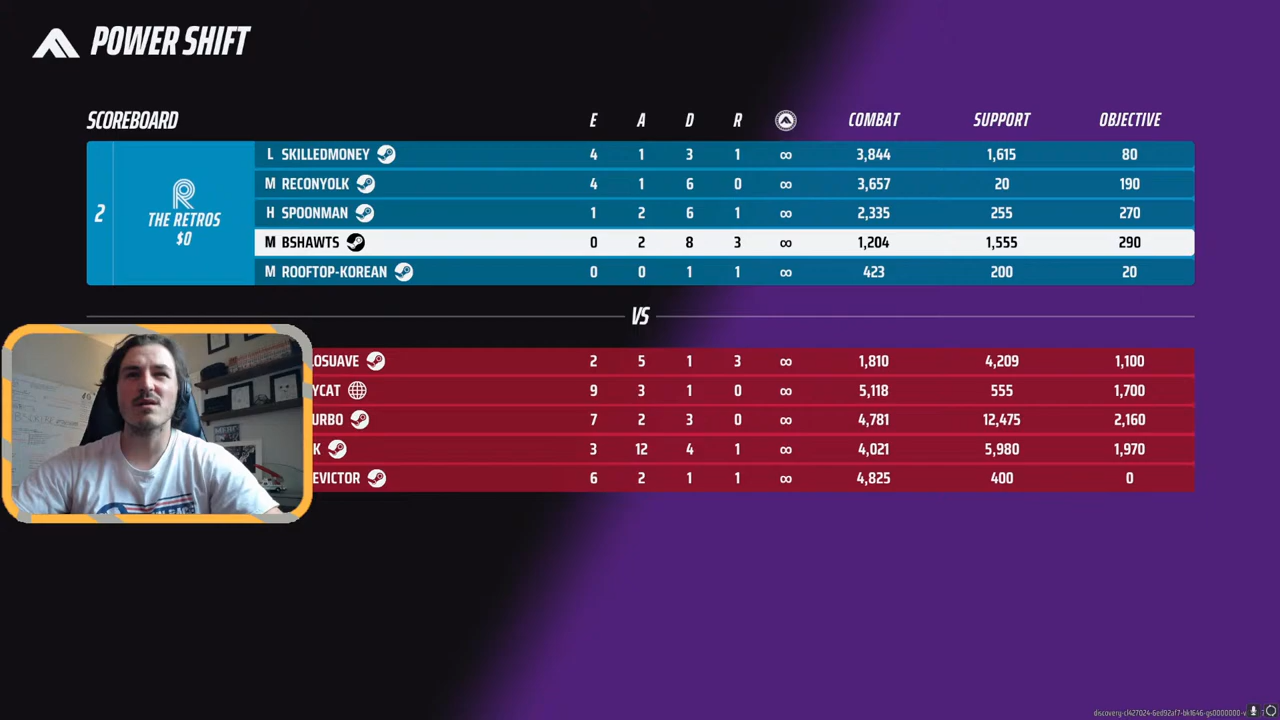 POWER SHIFT
SCOREBOARD E A D R COMBAT SUPPORT OBJECTIVE
L SKILLEDMONEY 4 1 3 1 ∞ 3,844 1,615 80
M RECONYOLK 4 1 6 0 ∞ 3,657 20 190
H SPOONMAN 1 2 6 1 ∞ 2,335 255 270
M BSHAWTS 0 2 8 3 ∞ 1,204 1,555 290
M ROOFTOP-KOREAN 0 0 1 1 ∞ 423 200 20
2
R
THE RETROS
$0
VS
OSUAVE 2 5 1 3 ∞ 1,810 4,209 1,100
YCAT 9 3 1 0 ∞ 5,118 555 1,700
URBO 7 2 3 0 ∞ 4,781 12,475 2,160
K 3 12 4 1 ∞ 4,021 5,980 1,970
EVICTOR 6 2 1 1 ∞ 4,825 400 0